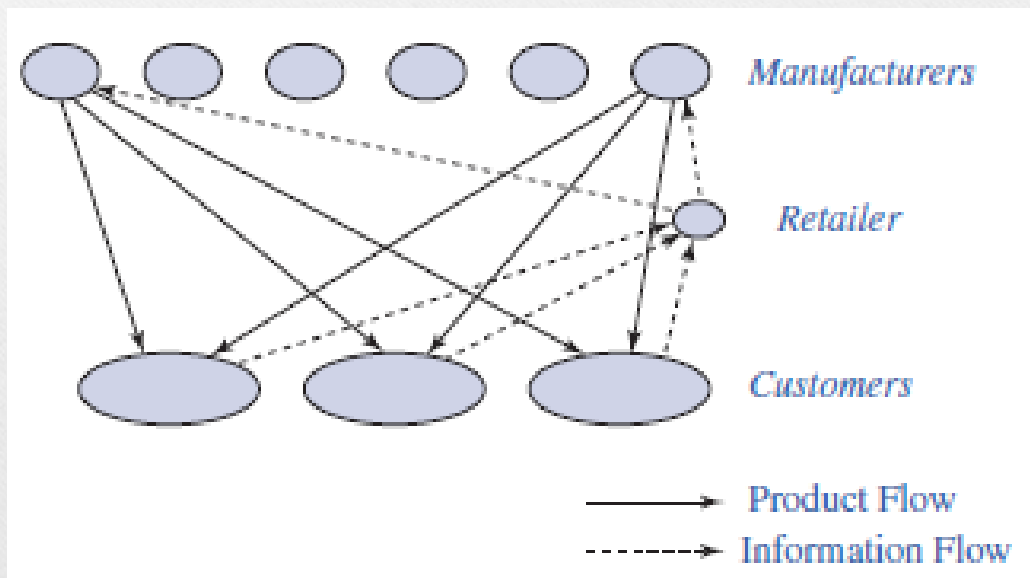 Manufacturers
Retailer
Customers
Product Flow
Information Flow